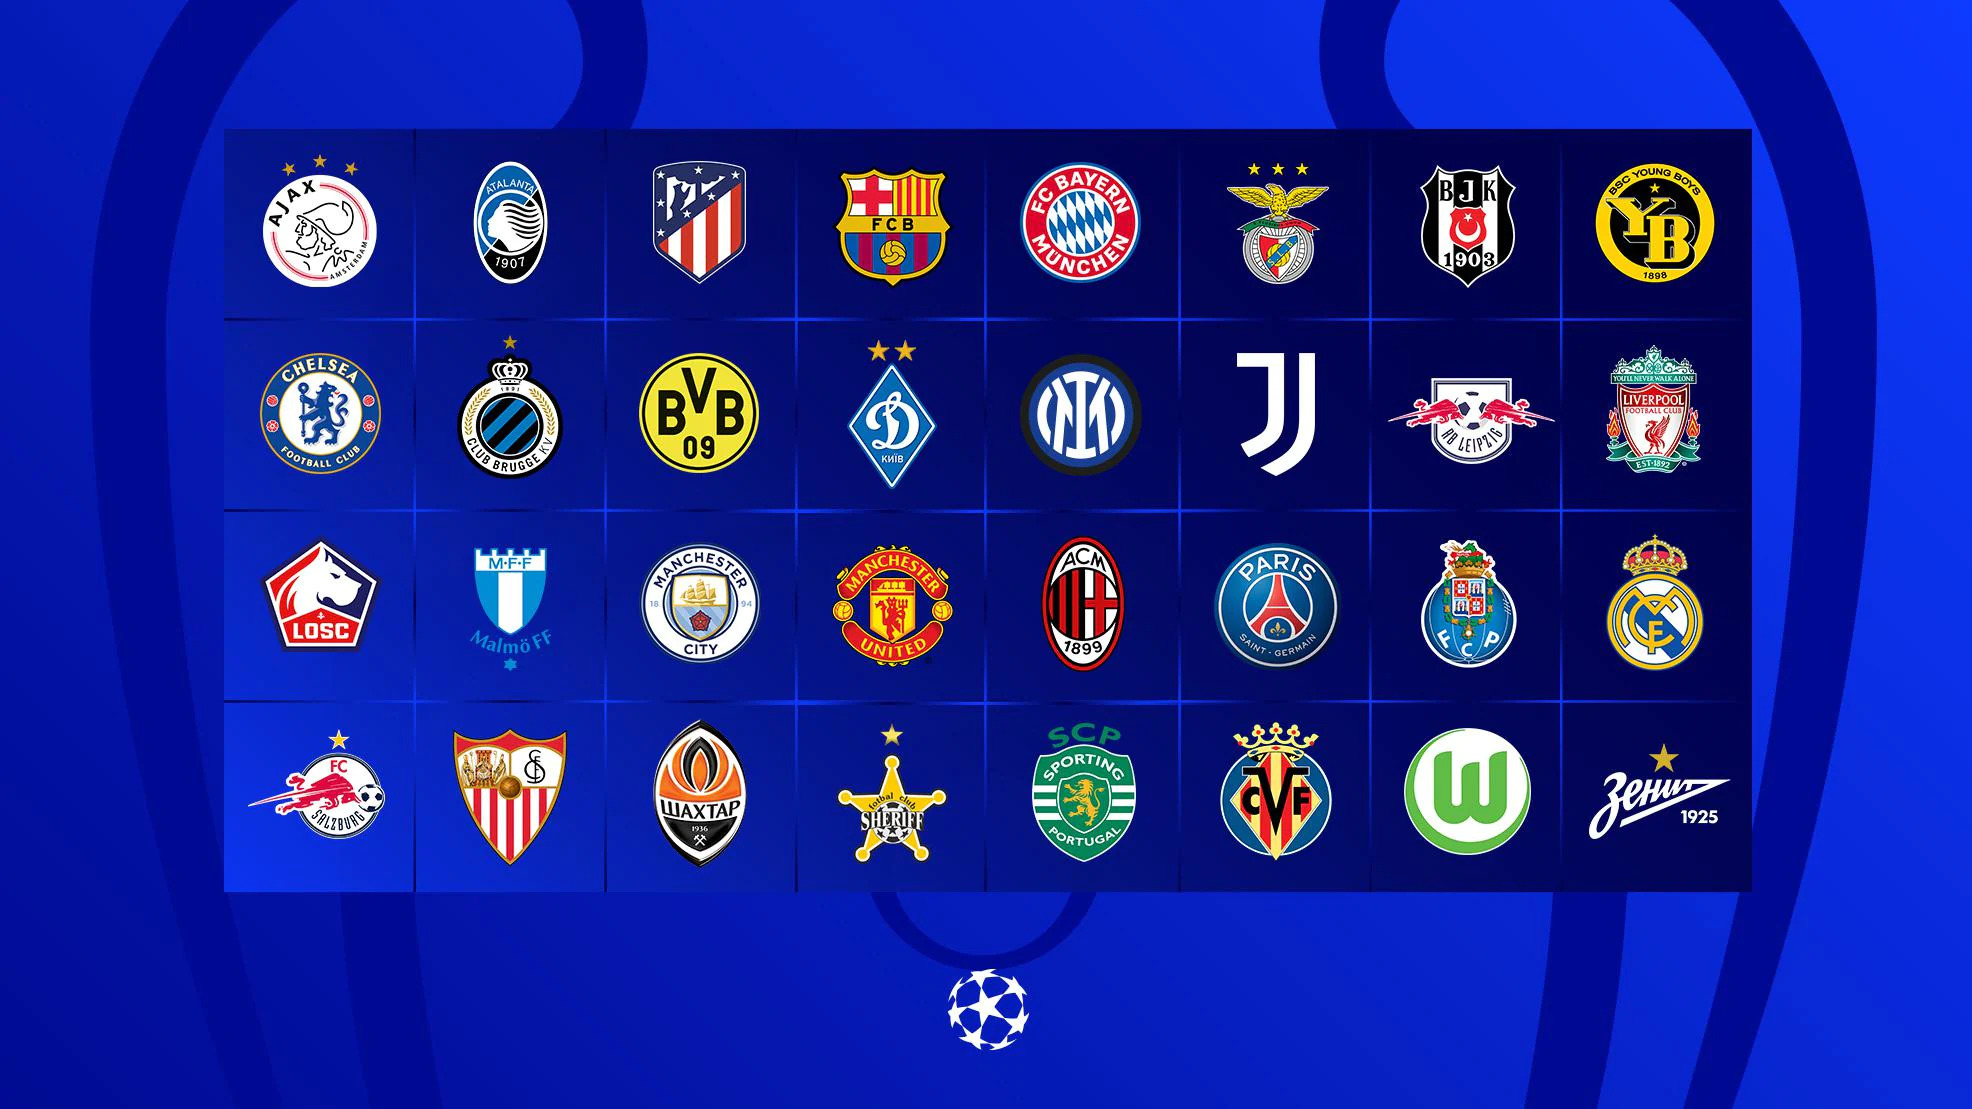 AJAX
AMSTERDAM
ATALANTA
1907
FCB
FC BAYERN
MÜNCHEN
BJK
1903
BSC YOUNG BOYS
YB
1898
CHELSEA
FOOTBALL CLUB
1891
CLUB BRUGGE KV
BVB
09
Д
КИЇВ
IM
J
RB LEIPZIG
YOU'LL NEVER WALK ALONE
LIVERPOOL
FOOTBALL CLUB
EST·1892
LOSC
M·F·F
Malmö FF
MANCHESTER
18 94
CITY
MANCHESTER
UNITED
ACM
1899
PARIS
SAINT-GERMAIN
FCP
FC
SALZBURG
ШАХТАР
1936
fotbal club
SHERIFF
SCP
SPORTING
PORTUGAL
CVF
W
Зенит
1925